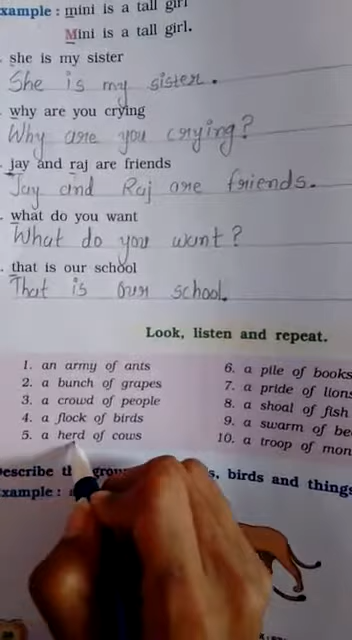 xample : mini is a tall girl
Mini is a tall girl.
. she is my sister
She is my sister.
. why are you crying
Why are you crying?
. jay and raj are friends
Jay and Raj are friends.
. what do you want
What do you want?
. that is our school
That is our school.
Look, listen and repeat.
1. an army of ants
2. a bunch of grapes
3. a crowd of people
4. a flock of birds
5. a herd of cows
6. a pile of books
7. a pride of lions
8. a shoal of fish
9. a swarm of be
10. a troop of mon
escribe th grou s, birds and things
xample :